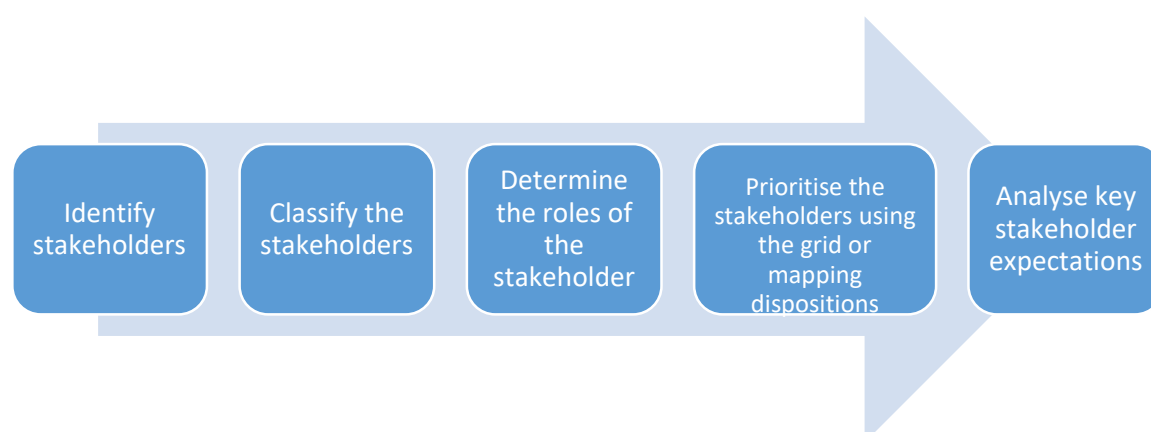 Identify
stakeholders
Classify the
stakeholders
Determine
the roles of
the
stakeholder
Prioritise the
stakeholders using
the grid or
mapping
dispositions
Analyse key
stakeholder
expectations